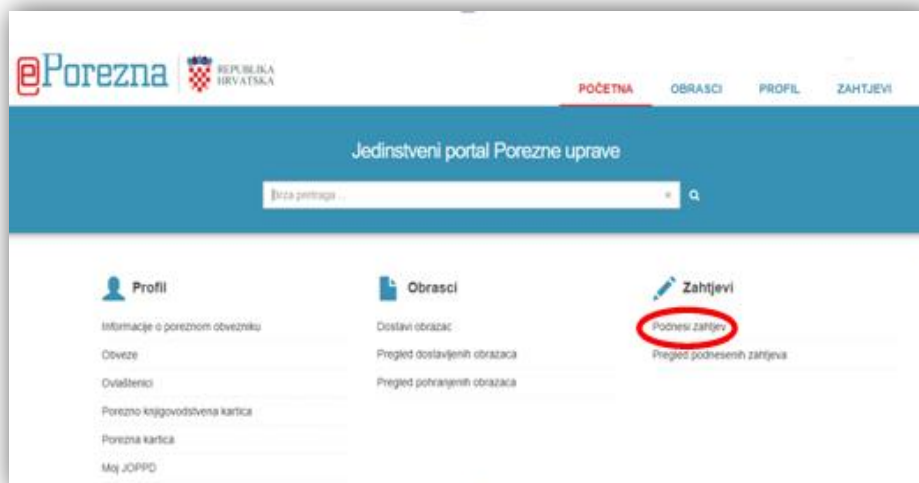 ePorezna REPUBLIKA
HRVATSKA
POČETNA OBRASCI PROFIL ZAHTJEVI
Jedinstveni portal Porezne uprave
Brza pretraga ...
Profil
Informacije o poreznom obvezniku
Obveze
Ovlaštenici
Porezno knjigovodstvena kartica
Porezna kartica
Moj JOPPD
Obrasci
Dostavi obrazac
Pregled dostavljenih obrazaca
Pregled pohranjenih obrazaca
Zahtjevi
Podnesi zahtjev
Pregled podnesenih zahtjeva